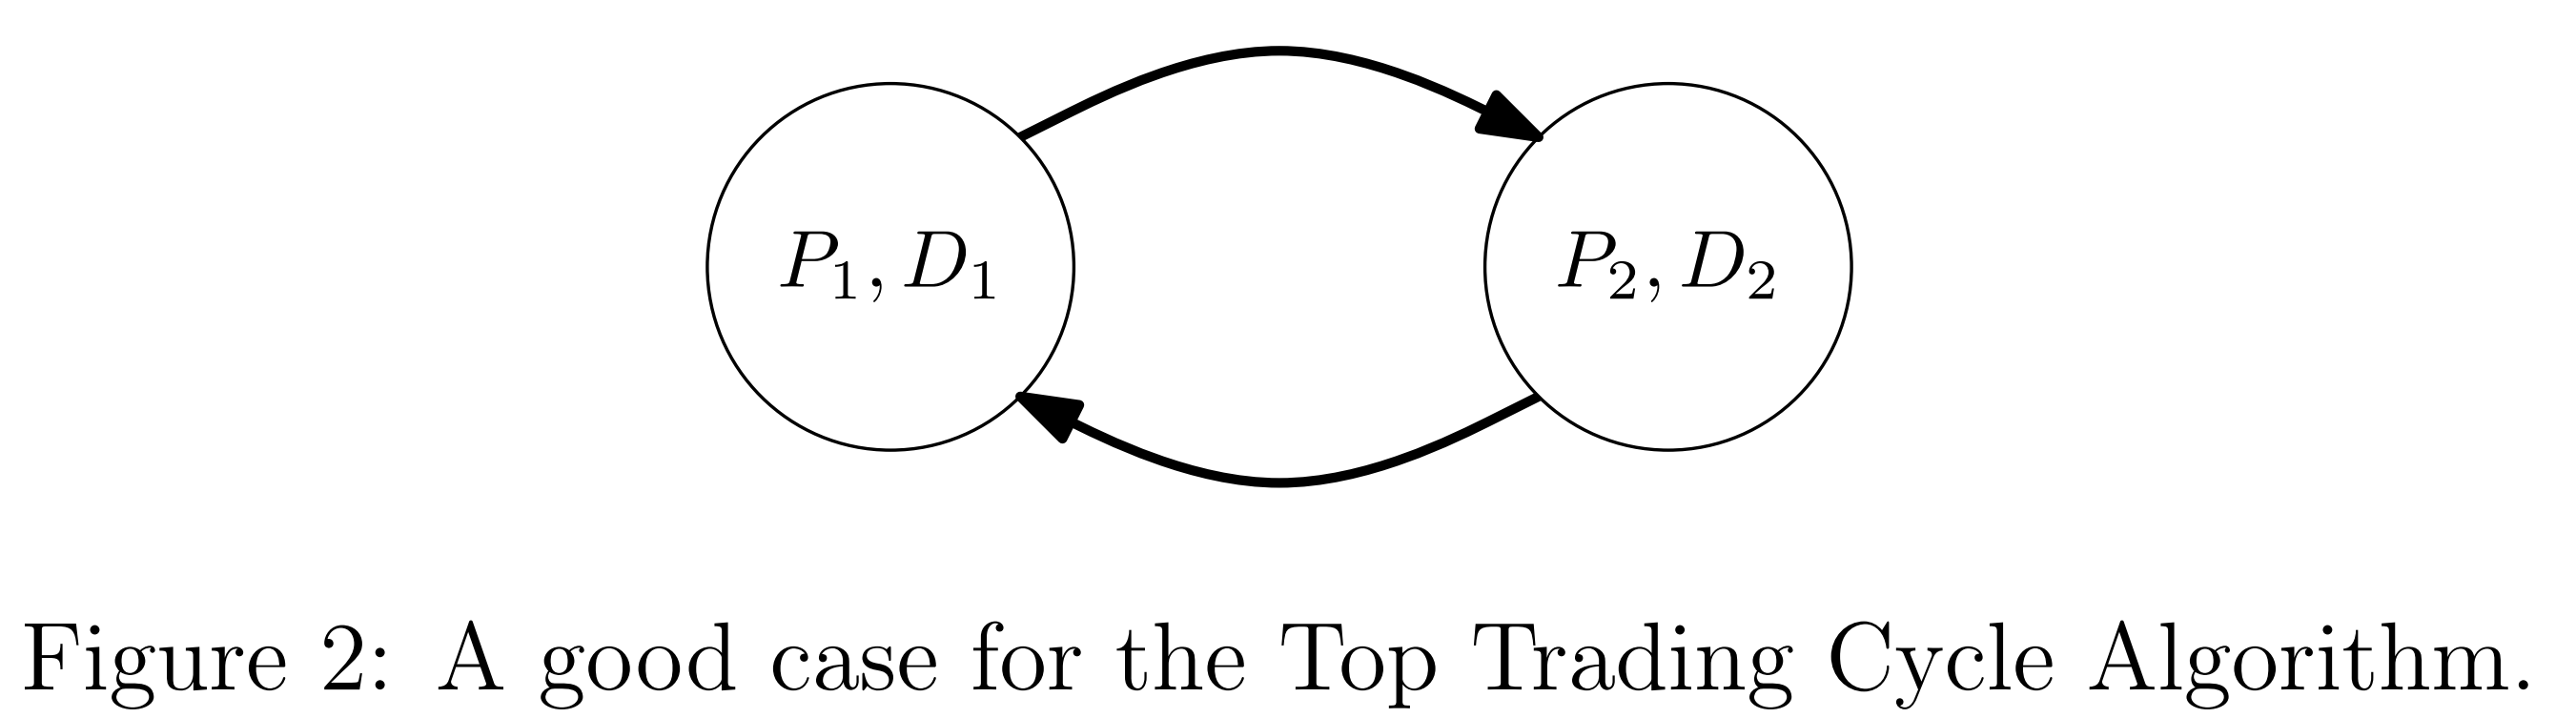 P₁, D₁
P₂, D₂
Figure 2: A good case for the Top Trading Cycle Algorithm.